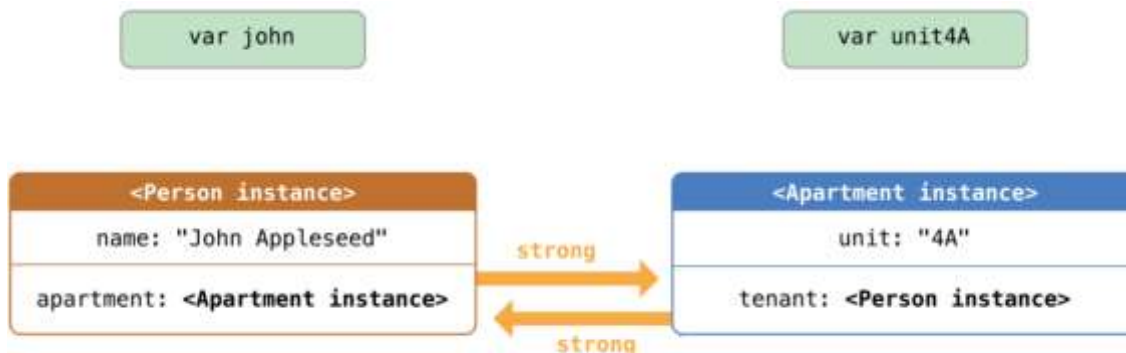 var john
var unit4A
<Person instance>
name: "John Appleseed"
apartment: <Apartment instance>
strong
strong
<Apartment instance>
unit: "4A"
tenant: <Person instance>